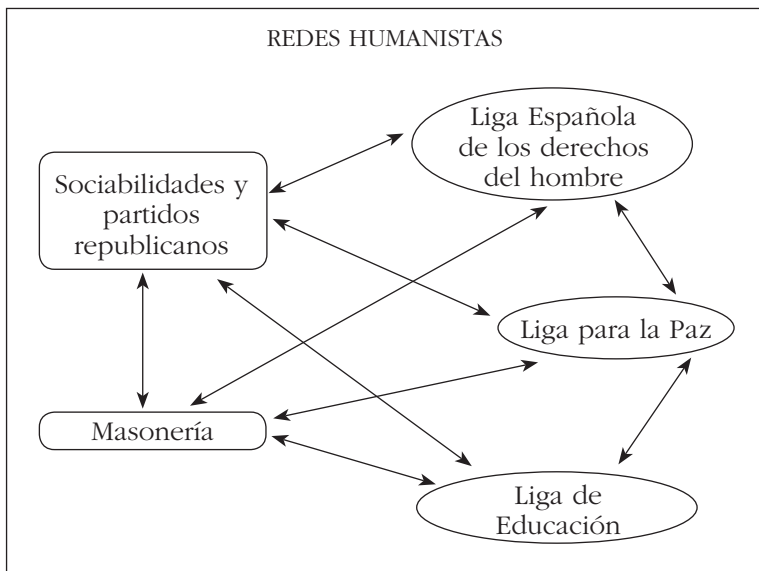 REDES HUMANISTAS
Liga Española
de los derechos
del hombre
Sociabilidades y
partidos
republicanos
Liga para la Paz
Masonería
Liga de
Educación